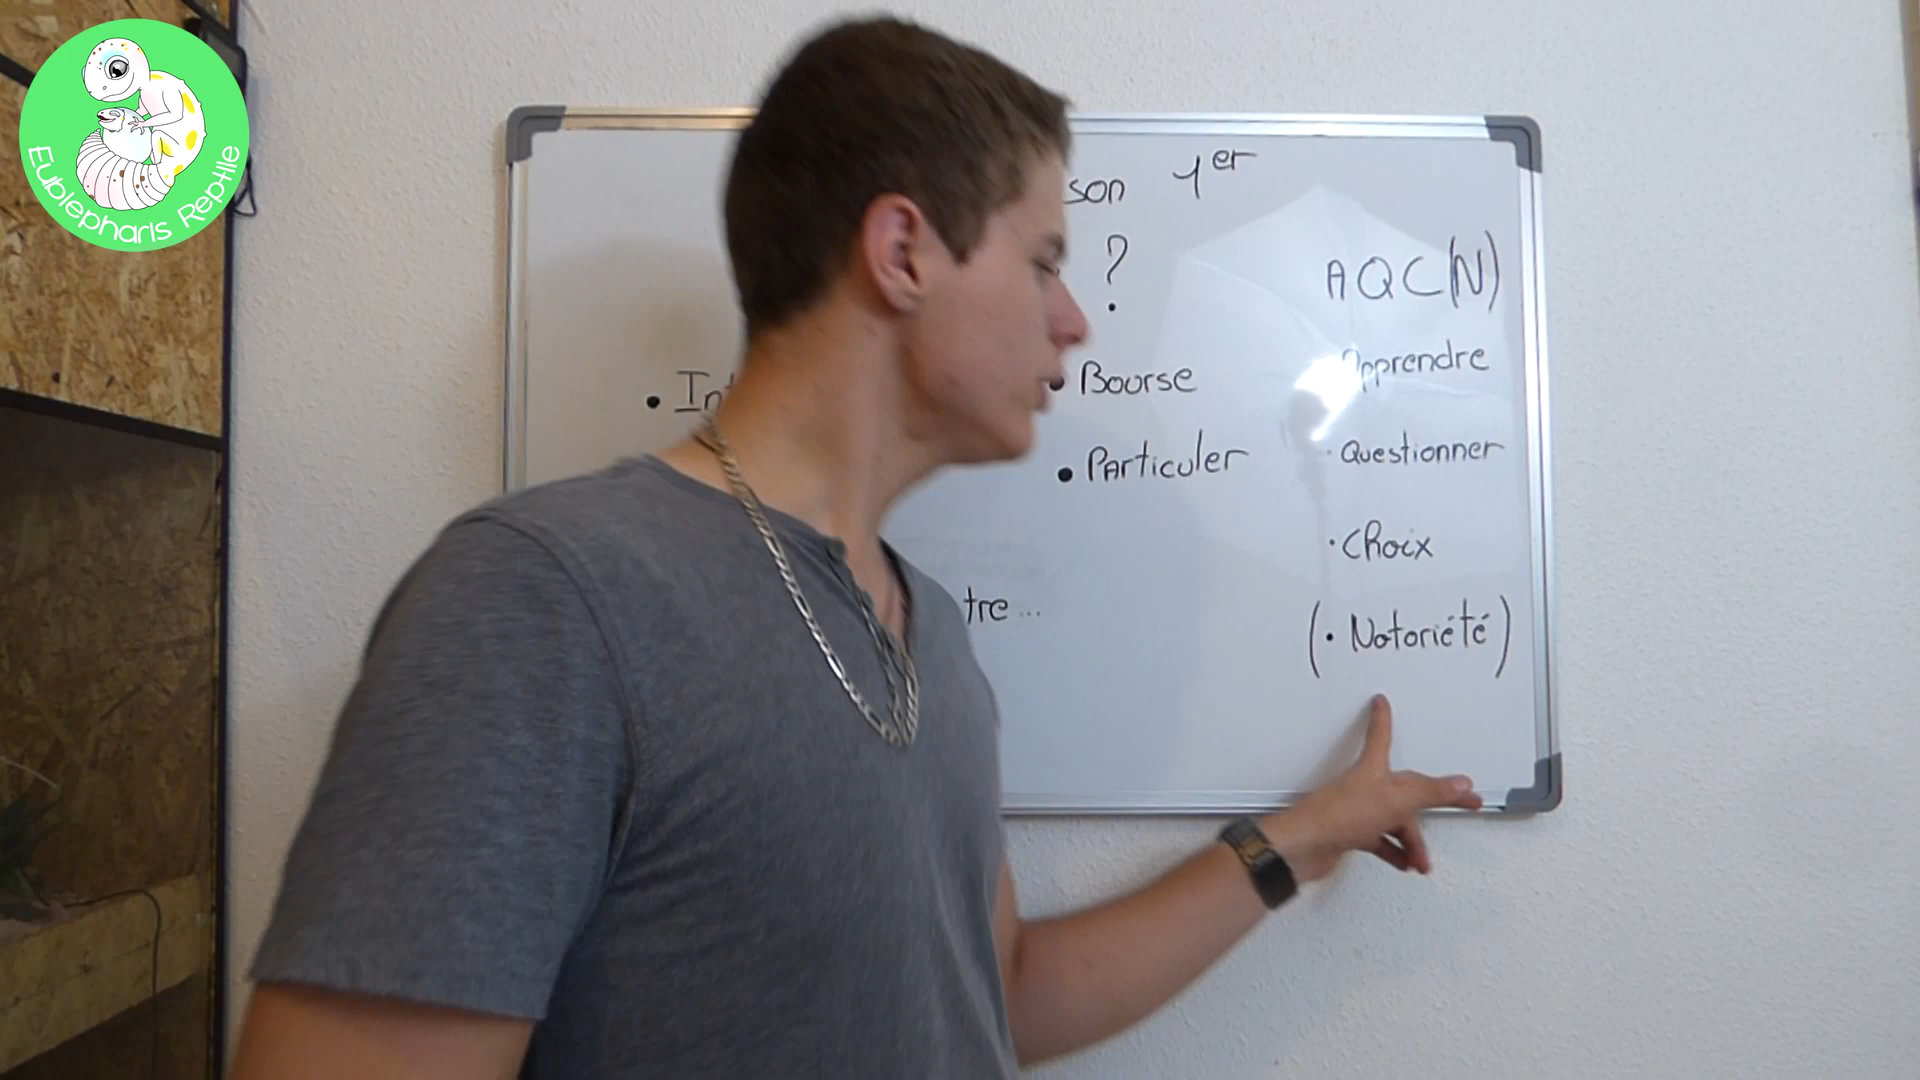 Eublepharis Reptile
son 1er
?
AQC(N)
Apprendre
• Bourse
• Questionner
• Particuler
• Choix
tre ...
(• Notoriété)